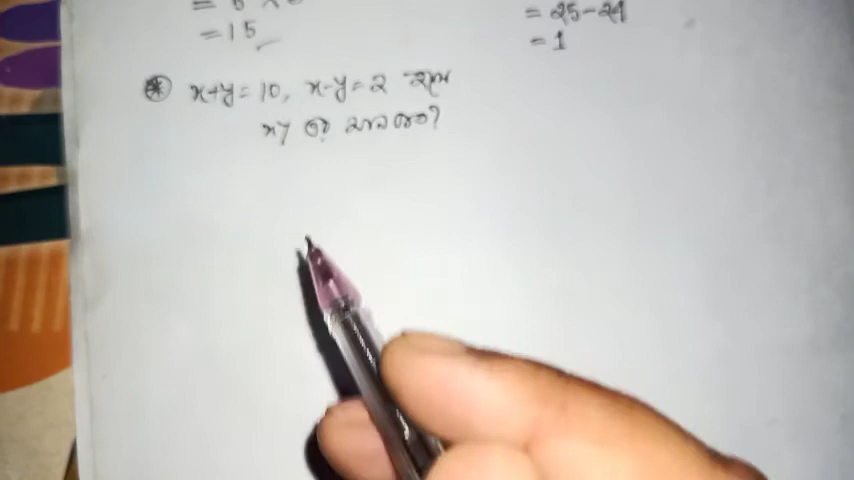 = 15
= 25-24
= 1
x+y=10, x-y=2 হলে
xy এর মান কত?